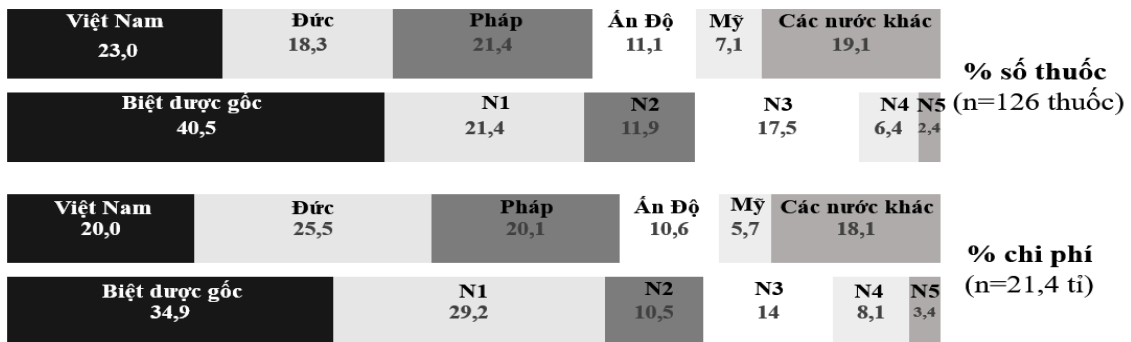 Việt Nam Đức Pháp Ấn Độ Mỹ Các nước khác
23,0 18,3 21,4 11,1 7,1 19,1
% số thuốc
(n=126 thuốc)
Biệt dược gốc N1 N2 N3 N4 N5
40,5 21,4 11,9 17,5 6,4 2,4
Việt Nam Đức Pháp Ấn Độ Mỹ Các nước khác
20,0 25,5 20,1 10,6 5,7 18,1
% chi phí
(n=21,4 tỉ)
Biệt dược gốc N1 N2 N3 N4 N5
34,9 29,2 10,5 14 8,1 3,4